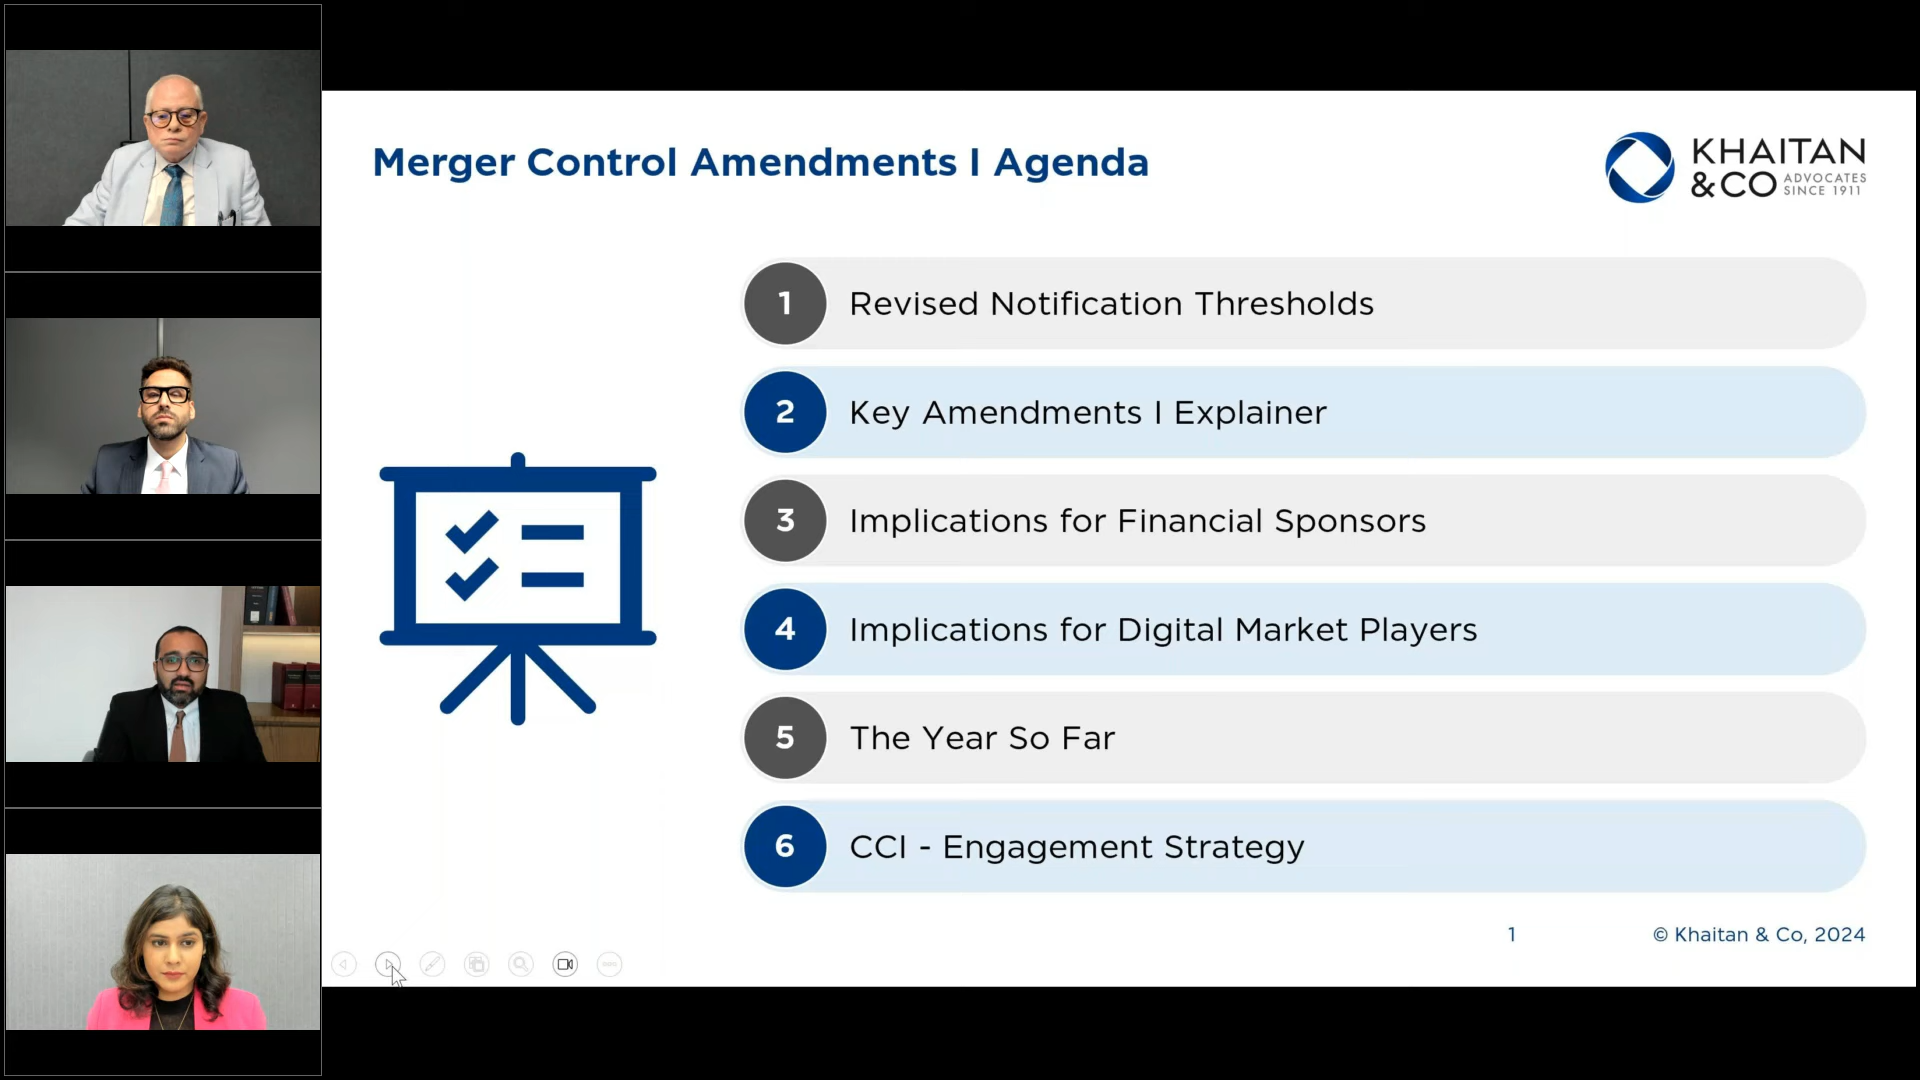 Merger Control Amendments I Agenda
KHAITAN
&CO ADVOCATES
SINCE 1911
1 Revised Notification Thresholds
2 Key Amendments I Explainer
3 Implications for Financial Sponsors
4 Implications for Digital Market Players
5 The Year So Far
6 CCI - Engagement Strategy
1
© Khaitan & Co, 2024